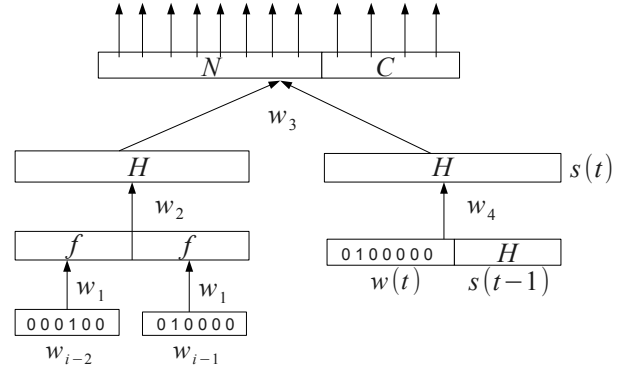 N C
w₃
H H s(t)
w₂ w₄
f f 0100000 H
w₁ w₁ w(t) s(t−1)
000100 010000
wᵢ₋₂ wᵢ₋₁